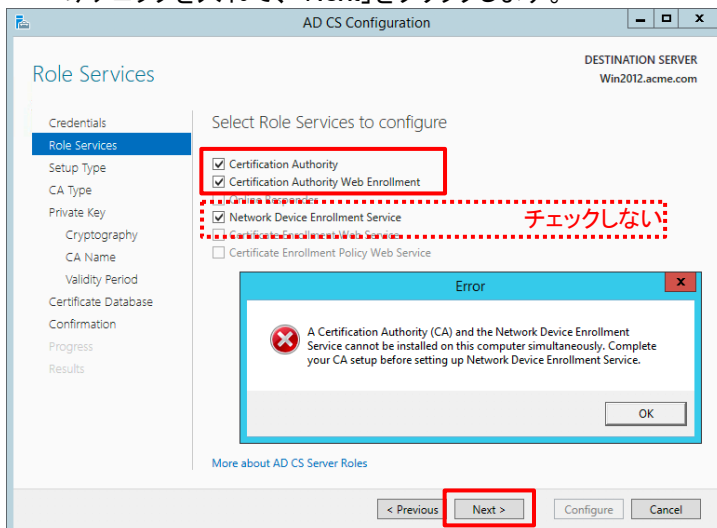 AD CS Configuration
Role Services
DESTINATION SERVER
Win2012.acme.com
Credentials
Role Services
Setup Type
CA Type
Private Key
Cryptography
CA Name
Validity Period
Certificate Database
Confirmation
Progress
Results
Select Role Services to configure
Certification Authority
Certification Authority Web Enrollment
Online Responder
Network Device Enrollment Service
チェックしない
Certificate Enrollment Web Service
Certificate Enrollment Policy Web Service
Error
A Certification Authority (CA) and the Network Device Enrollment
Service cannot be installed on this computer simultaneously. Complete
your CA setup before setting up Network Device Enrollment Service.
OK
More about AD CS Server Roles
< Previous
Next >
Configure
Cancel